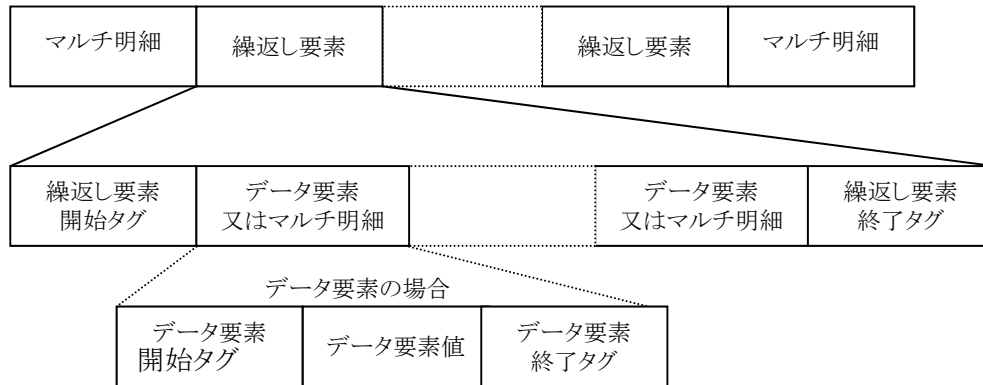 マルチ明細
繰返し要素
繰返し要素
マルチ明細
繰返し要素
開始タグ
データ要素
又はマルチ明細
データ要素
又はマルチ明細
繰返し要素
終了タグ
データ要素の場合
データ要素
開始タグ
データ要素値
データ要素
終了タグ